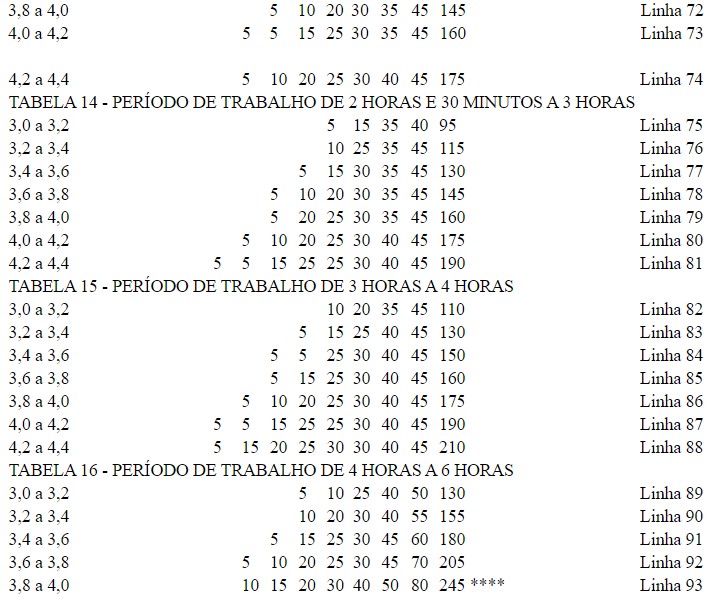 3,8 a 4,0 5 10 20 30 35 45 145 Linha 72
4,0 a 4,2 5 5 15 25 30 35 45 160 Linha 73
4,2 a 4,4 5 10 20 25 30 40 45 175 Linha 74
TABELA 14 - PERÍODO DE TRABALHO DE 2 HORAS E 30 MINUTOS A 3 HORAS
3,0 a 3,2 5 15 35 40 95 Linha 75
3,2 a 3,4 10 25 35 45 115 Linha 76
3,4 a 3,6 5 15 30 35 45 130 Linha 77
3,6 a 3,8 5 10 20 30 35 45 145 Linha 78
3,8 a 4,0 5 20 25 30 35 45 160 Linha 79
4,0 a 4,2 5 10 20 25 30 40 45 175 Linha 80
4,2 a 4,4 5 5 15 25 25 30 40 45 190 Linha 81
TABELA 15 - PERÍODO DE TRABALHO DE 3 HORAS A 4 HORAS
3,0 a 3,2 10 20 35 45 110 Linha 82
3,2 a 3,4 5 15 25 40 45 130 Linha 83
3,4 a 3,6 5 5 25 30 40 45 150 Linha 84
3,6 a 3,8 5 15 25 30 40 45 160 Linha 85
3,8 a 4,0 5 10 20 25 30 40 45 175 Linha 86
4,0 a 4,2 5 5 15 25 25 30 40 45 190 Linha 87
4,2 a 4,4 5 15 20 25 30 30 40 45 210 Linha 88
TABELA 16 - PERÍODO DE TRABALHO DE 4 HORAS A 6 HORAS
3,0 a 3,2 5 10 25 40 50 130 Linha 89
3,2 a 3,4 10 20 30 40 55 155 Linha 90
3,4 a 3,6 5 15 25 30 45 60 180 Linha 91
3,6 a 3,8 5 10 20 25 30 45 70 205 Linha 92
3,8 a 4,0 10 15 20 30 40 50 80 245 **** Linha 93